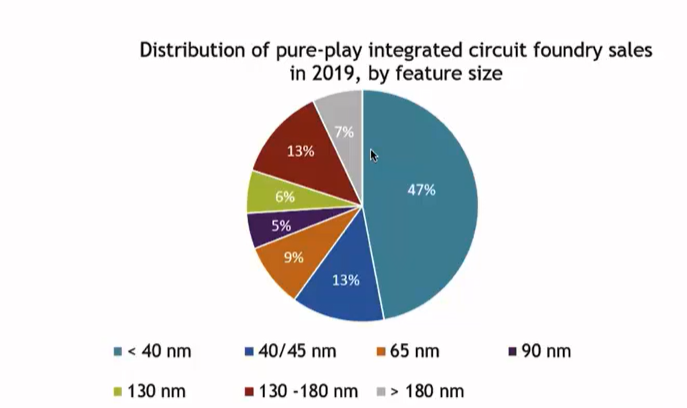 Distribution of pure-play integrated circuit foundry sales
in 2019, by feature size
7%
13%
47%
6%
5%
9%
13%
< 40 nm 40/45 nm 65 nm 90 nm
130 nm 130 -180 nm > 180 nm